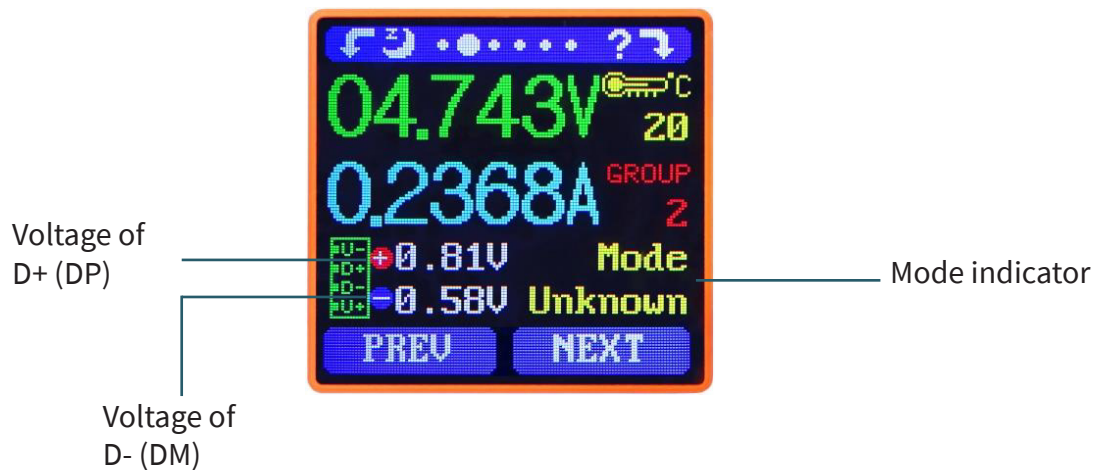 z ?
04.743V °C
20
0.2368A GROUP
2
Voltage of
D+ (DP)
U-
D+
D-
U+
+0.81V Mode
-0.58V Unknown
Mode indicator
PREV NEXT
Voltage of
D- (DM)